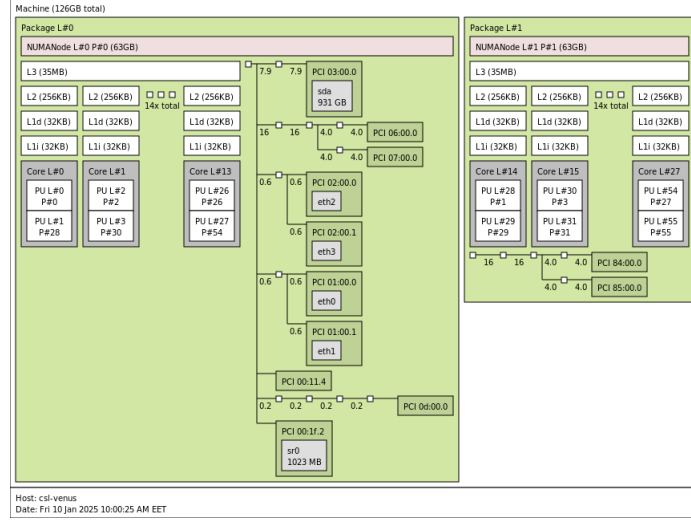 Machine (126GB total)
Package L#0
NUMANode L#0 P#0 (63GB)
L3 (35MB)
L2 (256KB)
L2 (256KB)
14x total
L2 (256KB)
L1d (32KB)
L1d (32KB)
L1d (32KB)
L1i (32KB)
L1i (32KB)
L1i (32KB)
Core L#0
PU L#0
P#0
PU L#1
P#28
Core L#1
PU L#2
P#2
PU L#3
P#30
Core L#13
PU L#26
P#26
PU L#27
P#54
7.9 7.9 PCI 03:00.0
sda
931 GB
16 16 4.0 4.0 PCI 06:00.0
4.0 4.0 PCI 07:00.0
0.6 0.6 PCI 02:00.0
eth2
0.6 PCI 02:00.1
eth3
0.6 0.6 PCI 01:00.0
eth0
0.6 PCI 01:00.1
eth1
PCI 00:11.4
0.2 0.2 0.2 0.2 PCI 0d:00.0
PCI 00:1f.2
sr0
1023 MB
Package L#1
NUMANode L#1 P#1 (63GB)
L3 (35MB)
L2 (256KB)
L2 (256KB)
14x total
L2 (256KB)
L1d (32KB)
L1d (32KB)
L1d (32KB)
L1i (32KB)
L1i (32KB)
L1i (32KB)
Core L#14
PU L#28
P#1
PU L#29
P#29
Core L#15
PU L#30
P#3
PU L#31
P#31
Core L#27
PU L#54
P#27
PU L#55
P#55
16 16 4.0 4.0 PCI 84:00.0
4.0 4.0 PCI 85:00.0
Host: csl-venus
Date: Fri 10 Jan 2025 10:00:25 AM EET